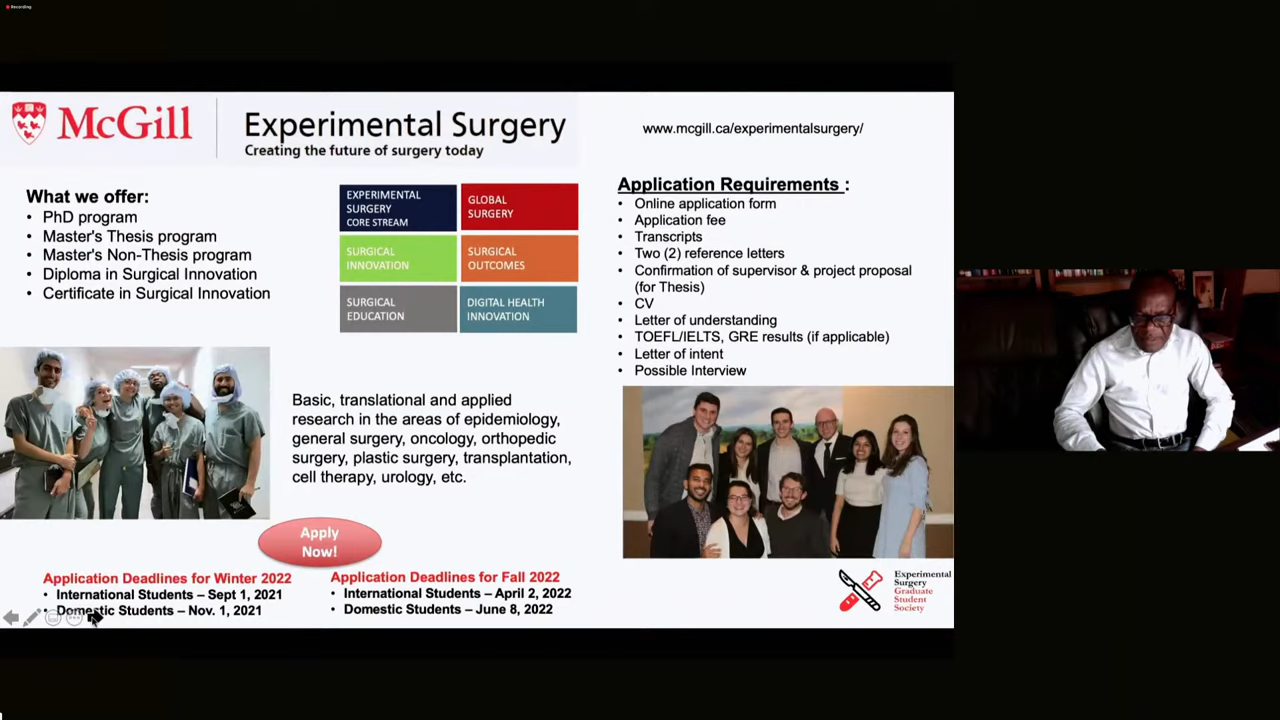 Recording
McGill
Experimental Surgery
Creating the future of surgery today
www.mcgill.ca/experimentalsurgery/
What we offer:
• PhD program
• Master's Thesis program
• Master's Non-Thesis program
• Diploma in Surgical Innovation
• Certificate in Surgical Innovation
EXPERIMENTAL
SURGERY
CORE STREAM
GLOBAL
SURGERY
SURGICAL
INNOVATION
SURGICAL
OUTCOMES
SURGICAL
EDUCATION
DIGITAL HEALTH
INNOVATION
Basic, translational and applied
research in the areas of epidemiology,
general surgery, oncology, orthopedic
surgery, plastic surgery, transplantation,
cell therapy, urology, etc.
Application Requirements :
• Online application form
• Application fee
• Transcripts
• Two (2) reference letters
• Confirmation of supervisor & project proposal
(for Thesis)
• CV
• Letter of understanding
• TOEFL/IELTS, GRE results (if applicable)
• Letter of intent
• Possible Interview
Apply
Now!
Application Deadlines for Winter 2022
• International Students – Sept 1, 2021
• Domestic Students – Nov. 1, 2021
Application Deadlines for Fall 2022
• International Students – April 2, 2022
• Domestic Students – June 8, 2022
Experimental
Surgery
Graduate
Student
Society